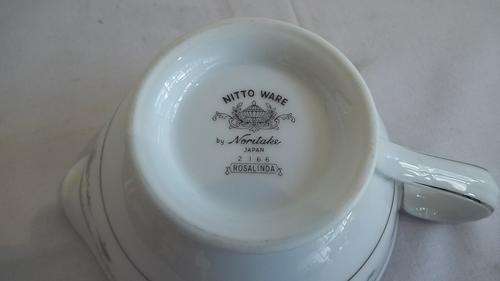 NITTO WARE
by Noritake
JAPAN
2166
ROSALINDA